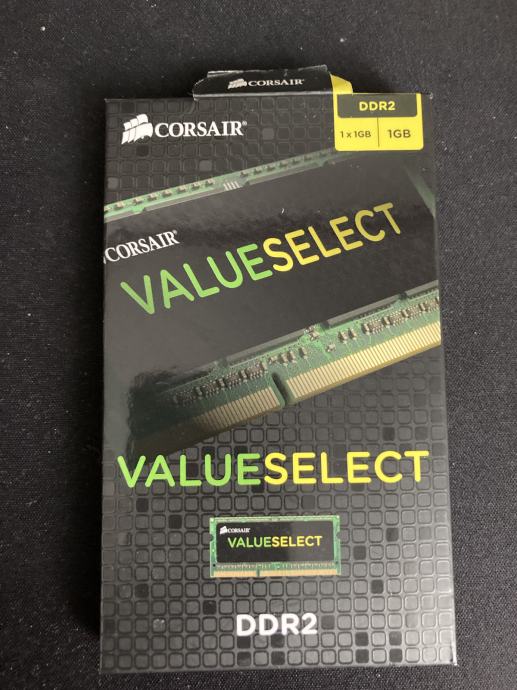 CORSAIR
DDR2
1 x 1GB
1GB
CORSAIR®
CORSAIR®
VALUESELECT
VALUESELECT
CORSAIR
VALUESELECT
DDR2